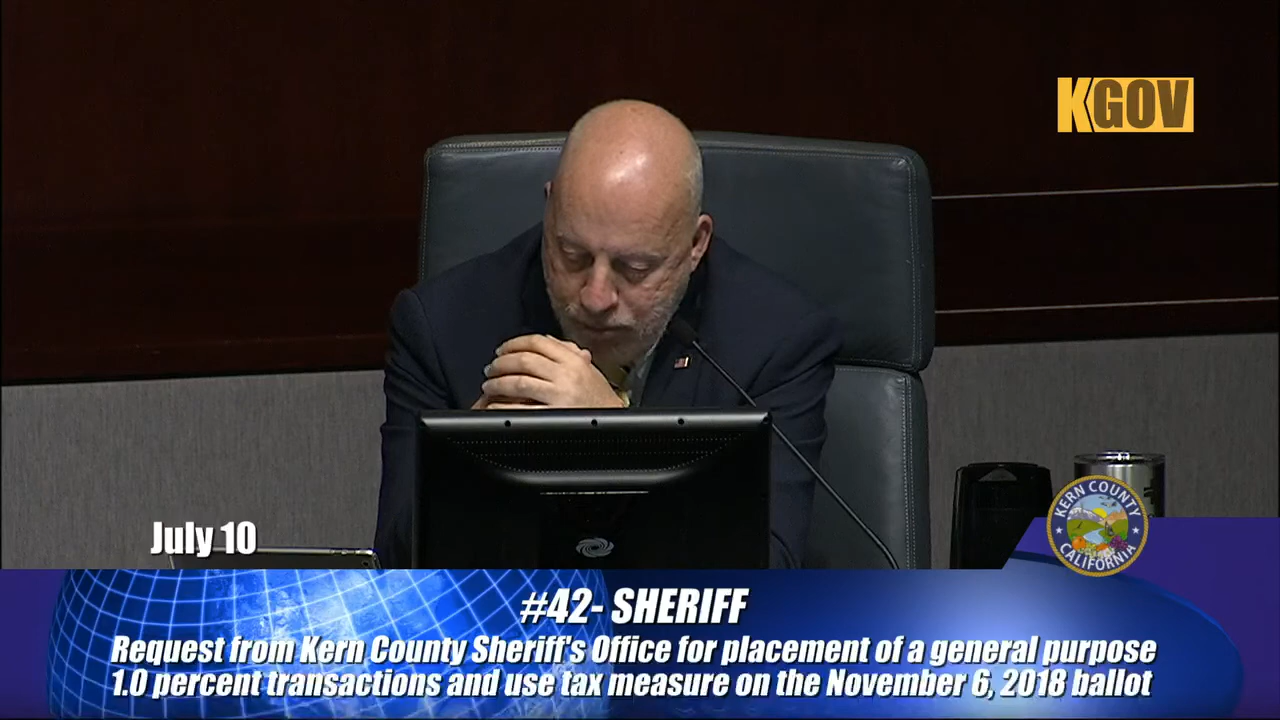 KGOV
July 10
KERN COUNTY
CALIFORNIA
#42- SHERIFF
Request from Kern County Sheriff's Office for placement of a general purpose
1.0 percent transactions and use tax measure on the November 6, 2018 ballot